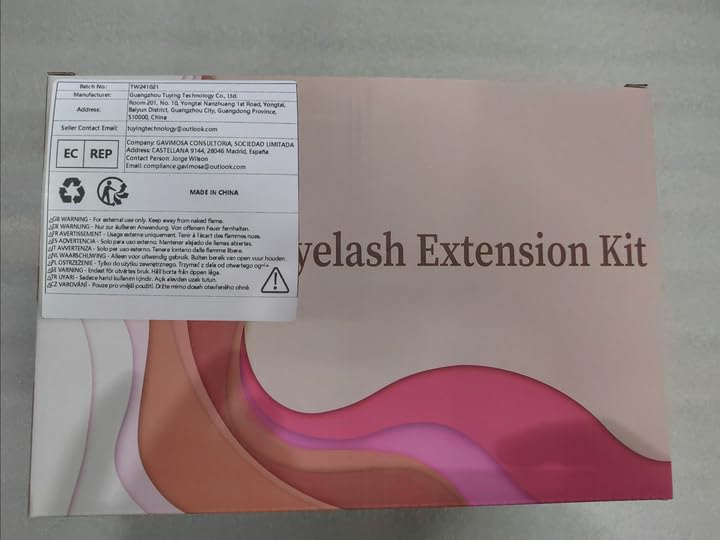 Batch No.: TW241021
Manufacturer: Guangzhou Tuying Technology Co., Ltd.
Address: Room 201, No. 10, Yongtai Nanzhuang 1st Road, Yongtai,
Baiyun District, Guangzhou City, Guangdong Province,
510000, China
Seller Contact Email: tuyingtechnology@outlook.com
EC REP
Company: GAVIMOSA CONSULTORIA, SOCIEDAD LIMITADA
Address: CASTELLANA 9144, 28046 Madrid, España
Contact Person: Jorge Wilson
Email: compliance.gavimosa@outlook.com
MADE IN CHINA
GB WARNING - For external use only. Keep away from naked flame.
DE WARNUNG - Nur zur äußeren Anwendung. Von offenem Feuer fernhalten.
FR AVERTISSEMENT - Usage externe uniquement. Tenir à l'écart des flammes nues.
ES ADVERTENCIA - Solo para uso externo. Mantener alejado de llamas abiertas.
IT AVVERTENZA - Solo per uso esterno. Tenere lontano dalle fiamme libere.
NL WAARSCHUWING - Alleen voor uitwendig gebruik. Buiten bereik van open vuur houden.
PL OSTRZEŻENIE - Tylko do użytku zewnętrznego. Trzymać z dala od otwartego ognia
SE VARNING - Endast för utvärtes bruk. Håll borta från öppen låga.
TR UYARI - Sadece harici kullanım içindir. Açık alevden uzak tutun.
CZ VAROVÁNÍ - Pouze pro vnější použití. Držte mimo dosah otevřeného ohně.
yelash Extension Kit